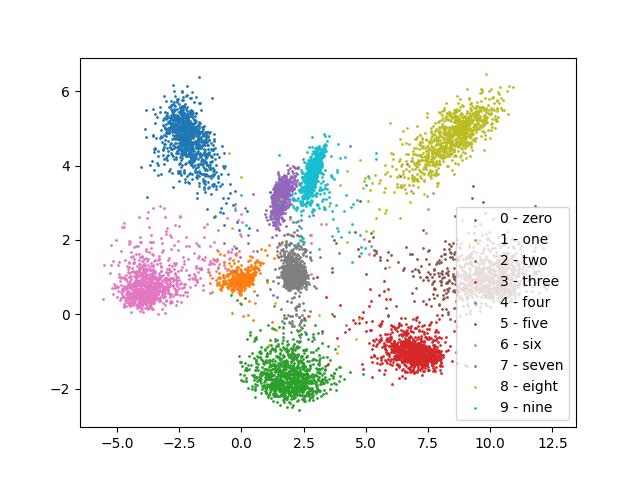 6
4
2
0
−2
−5.0 −2.5 0.0 2.5 5.0 7.5 10.0 12.5
0 - zero
1 - one
2 - two
3 - three
4 - four
5 - five
6 - six
7 - seven
8 - eight
9 - nine